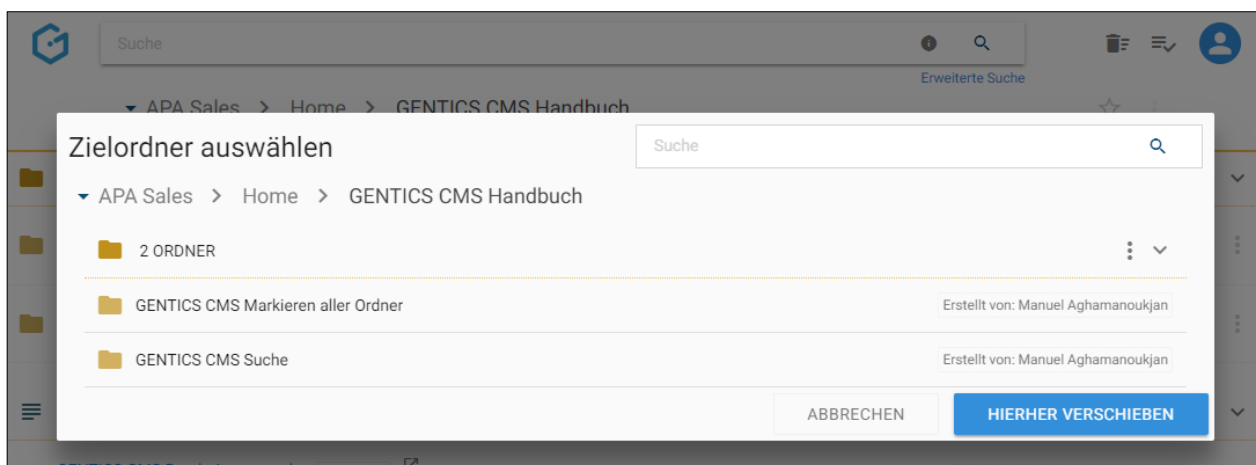 Suche
Erweiterte Suche
APA Sales > Home > GENTICS CMS Handbuch
Zielordner auswählen
Suche
APA Sales > Home > GENTICS CMS Handbuch
2 ORDNER
GENTICS CMS Markieren aller Ordner Erstellt von: Manuel Aghamanoukjan
GENTICS CMS Suche Erstellt von: Manuel Aghamanoukjan
ABBRECHEN HIERHER VERSCHIEBEN